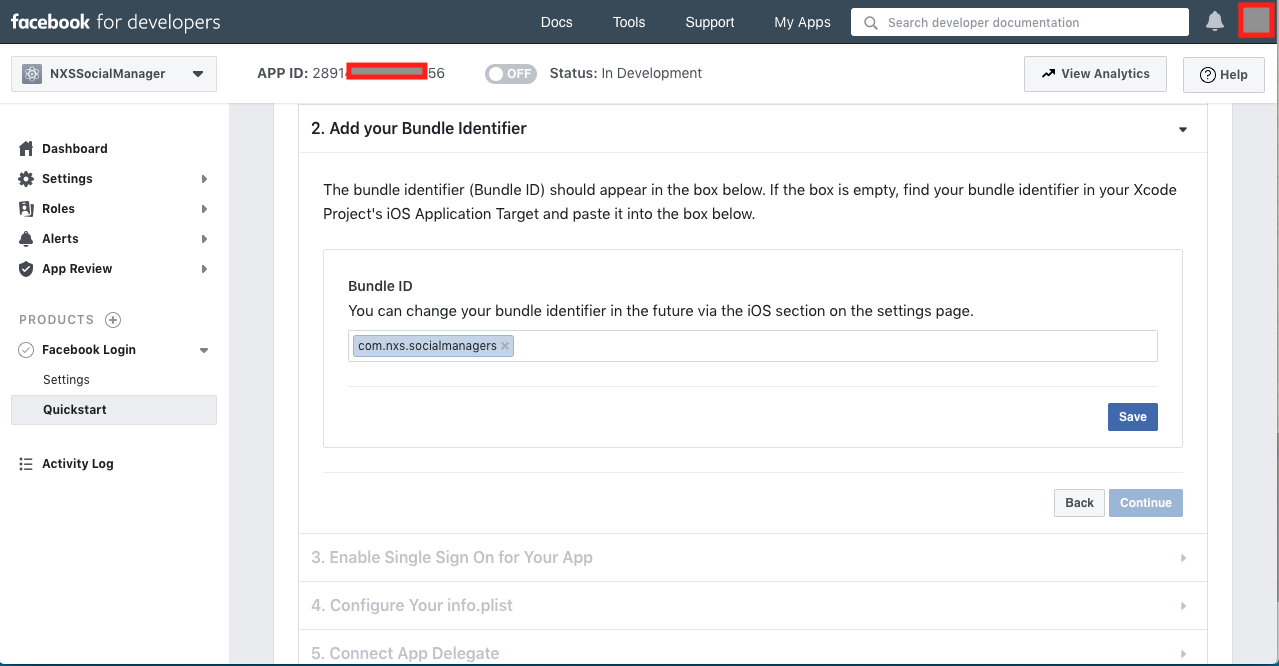 facebook for developers
Docs
Tools
Support
My Apps
Search developer documentation
NXSSocialManager
APP ID: 2891 56
OFF
Status: In Development
View Analytics
Help
Dashboard
Settings
Roles
Alerts
App Review
PRODUCTS
Facebook Login
Settings
Quickstart
Activity Log
2. Add your Bundle Identifier
The bundle identifier (Bundle ID) should appear in the box below. If the box is empty, find your bundle identifier in your Xcode
Project's iOS Application Target and paste it into the box below.
Bundle ID
You can change your bundle identifier in the future via the iOS section on the settings page.
com.nxs.socialmanagers ×
Save
Back
Continue
3. Enable Single Sign On for Your App
4. Configure Your info.plist
5. Connect App Delegate